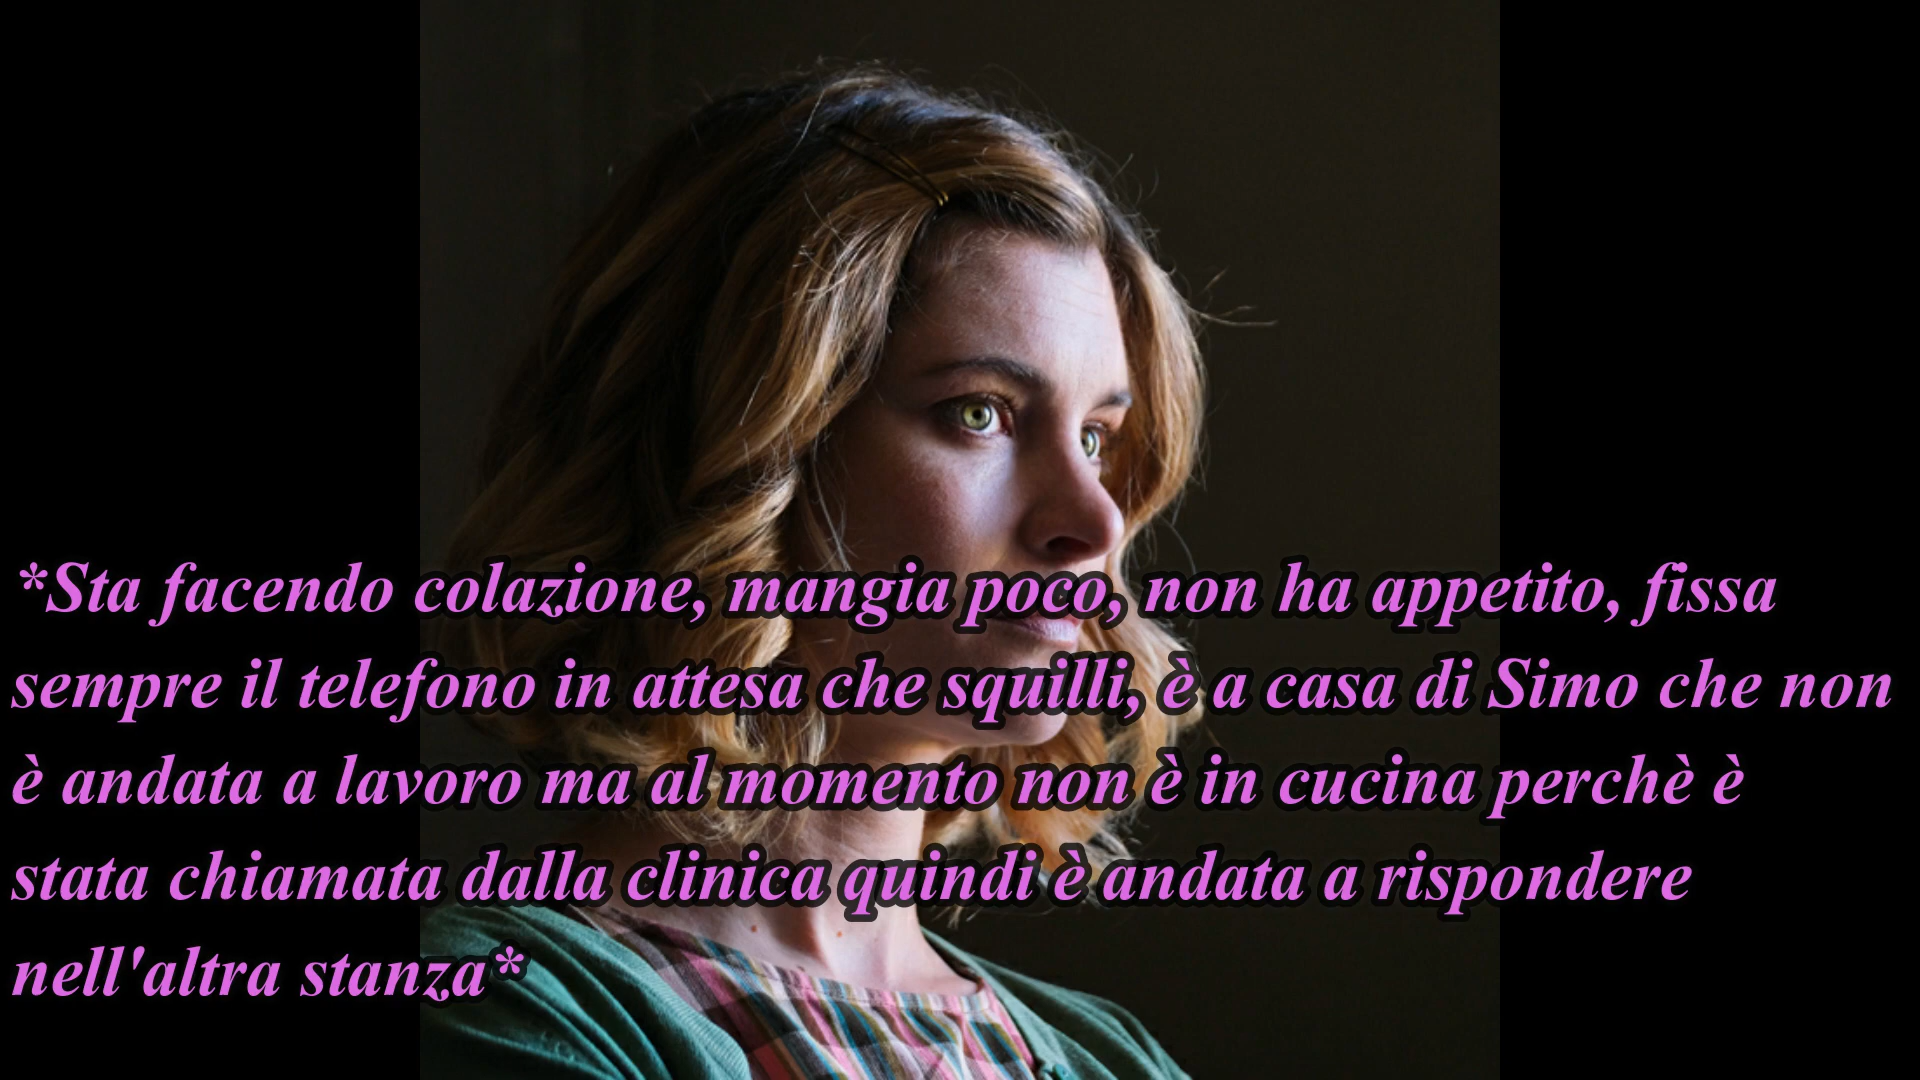 *Sta facendo colazione, mangia poco, non ha appetito, fissa
sempre il telefono in attesa che squilli, è a casa di Simo che non
è andata a lavoro ma al momento non è in cucina perchè è
stata chiamata dalla clinica quindi è andata a rispondere
nell'altra stanza*